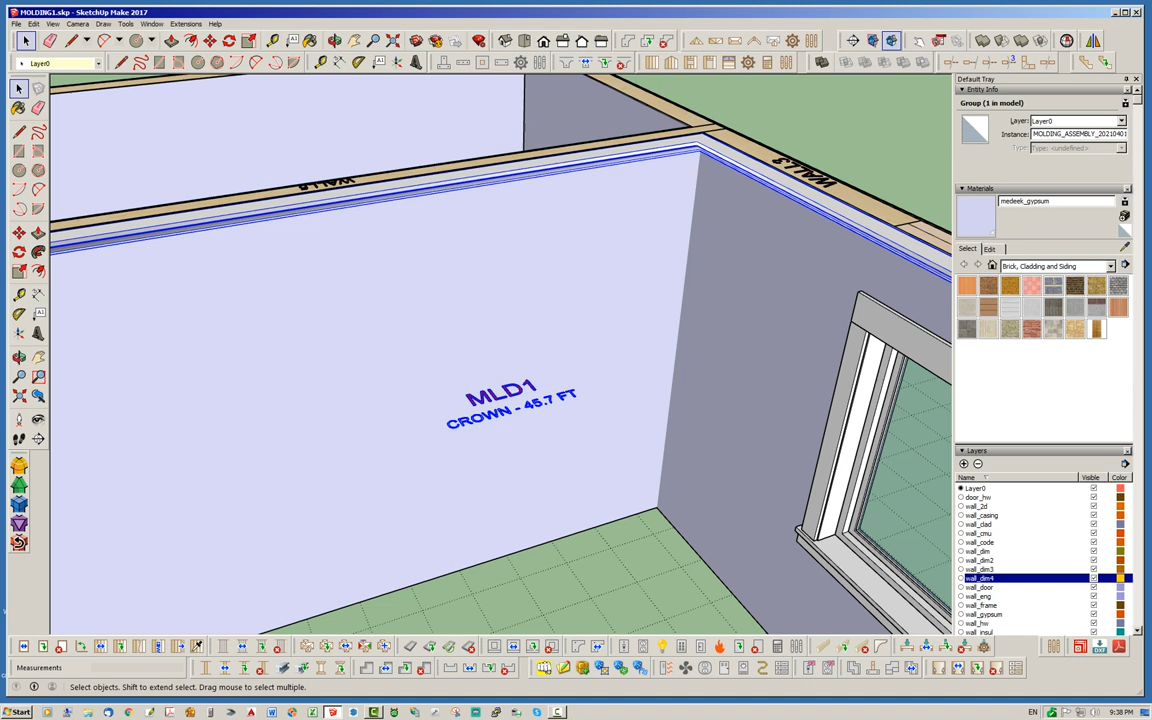 MOLDING1.skp - SketchUp Make 2017
File Edit View Camera Draw Tools Window Extensions Help
Layer0
Default Tray
Entity Info
Group (1 in model)
Layer: Layer0
Instance: MOLDING_ASSEMBLY_20210401
Type: Type: <undefined>
Materials
medeek_gypsum
Select Edit
Brick, Cladding and Siding
WALL3
MLD1
CROWN - 45.7 FT
Layers
Name Visible Color
Layer0
door_hw
wall_2d
wall_casing
wall_clad
wall_cmu
wall_code
wall_dim
wall_dim2
wall_dim3
wall_dim4
wall_door
wall_eng
wall_frame
wall_gypsum
wall_hw
wall_insul
Measurements
Select objects. Shift to extend select. Drag mouse to select multiple.
Start
EN
9:38 PM